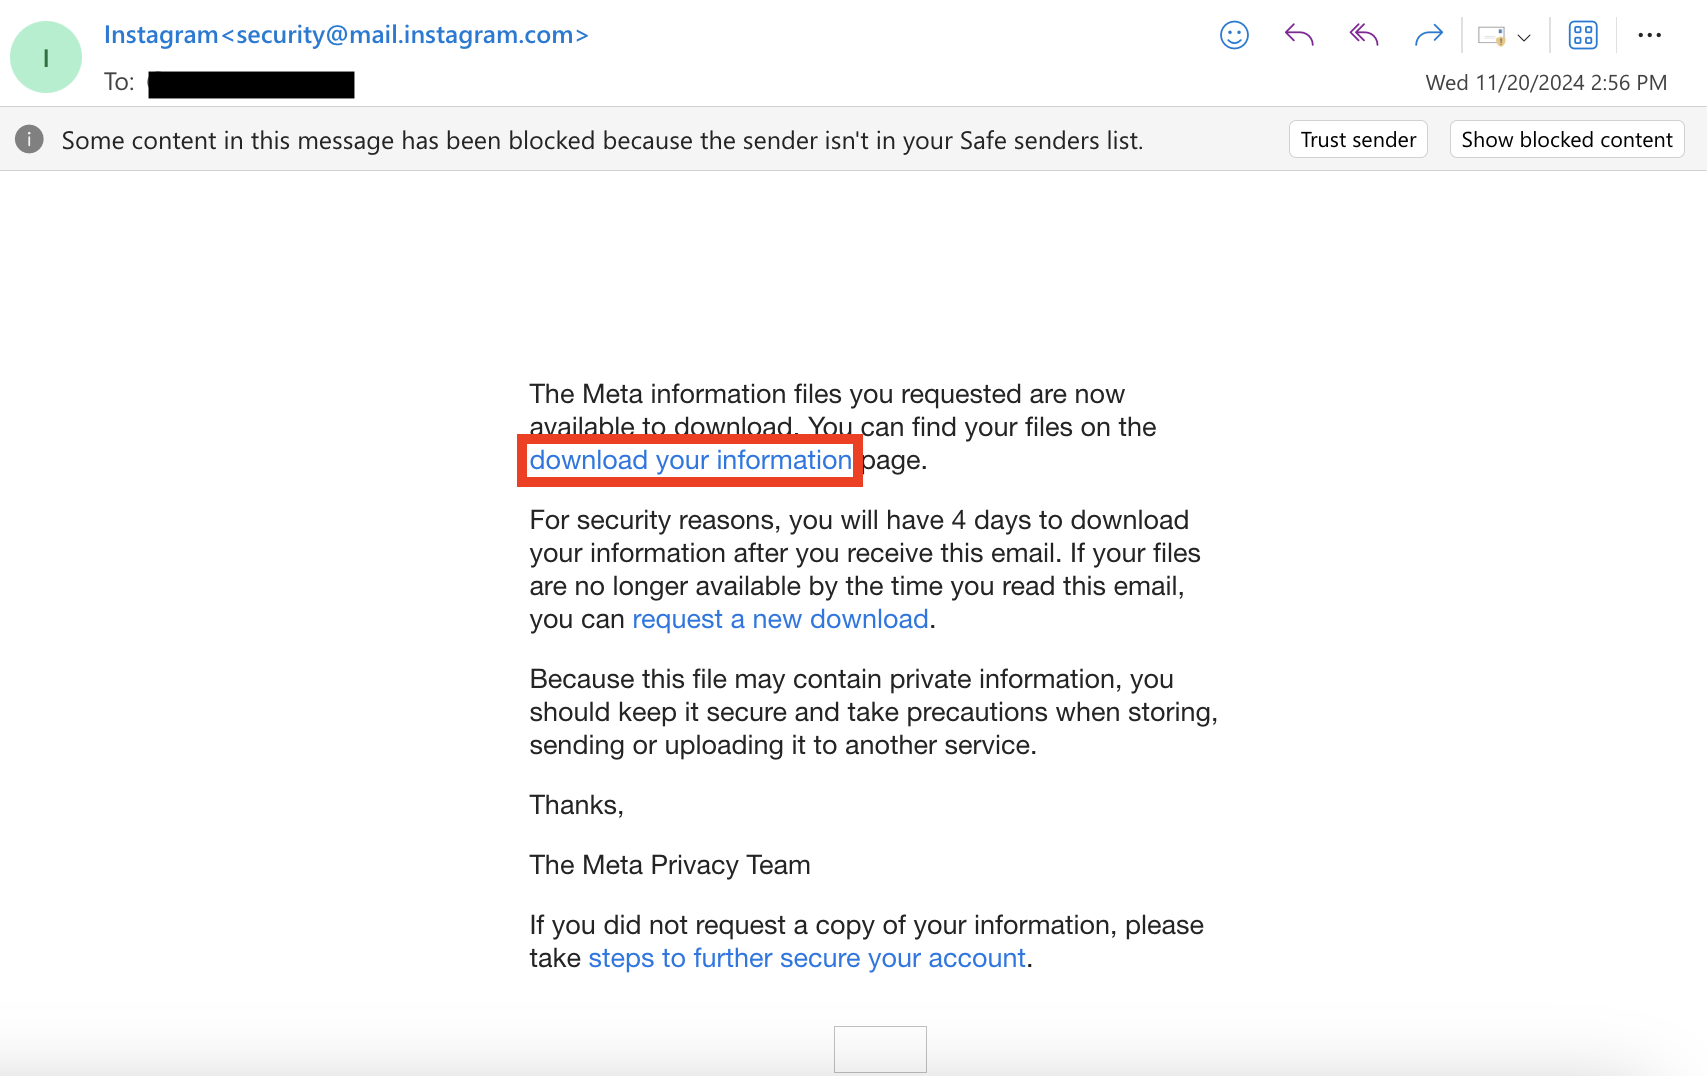 I
Instagram<security@mail.instagram.com>
To:
Wed 11/20/2024 2:56 PM
Some content in this message has been blocked because the sender isn't in your Safe senders list.
Trust sender
Show blocked content
The Meta information files you requested are now
available to download. You can find your files on the
download your information page.
For security reasons, you will have 4 days to download
your information after you receive this email. If your files
are no longer available by the time you read this email,
you can request a new download.
Because this file may contain private information, you
should keep it secure and take precautions when storing,
sending or uploading it to another service.
Thanks,
The Meta Privacy Team
If you did not request a copy of your information, please
take steps to further secure your account.